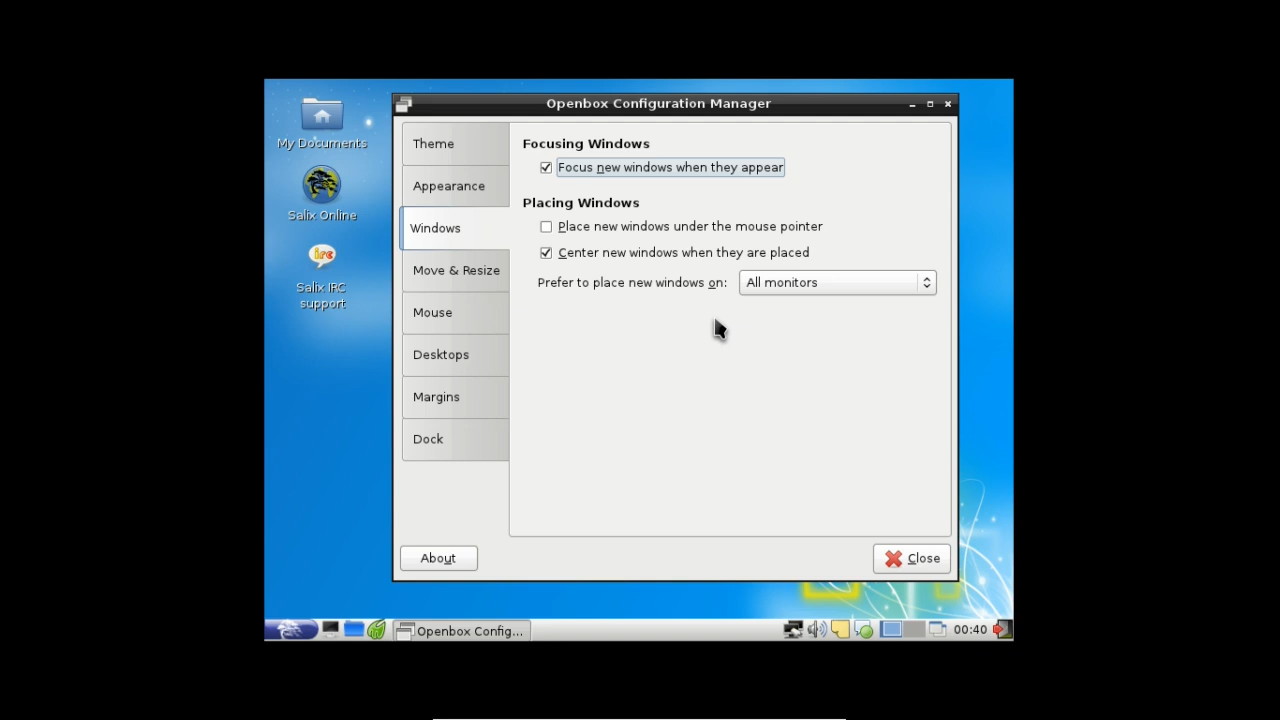 Openbox Configuration Manager
My Documents
Salix Online
irc
Salix IRC
support
Theme
Appearance
Windows
Move & Resize
Mouse
Desktops
Margins
Dock
Focusing Windows
Focus new windows when they appear
Placing Windows
Place new windows under the mouse pointer
Center new windows when they are placed
Prefer to place new windows on: All monitors
About
Close
Openbox Config...
00:40